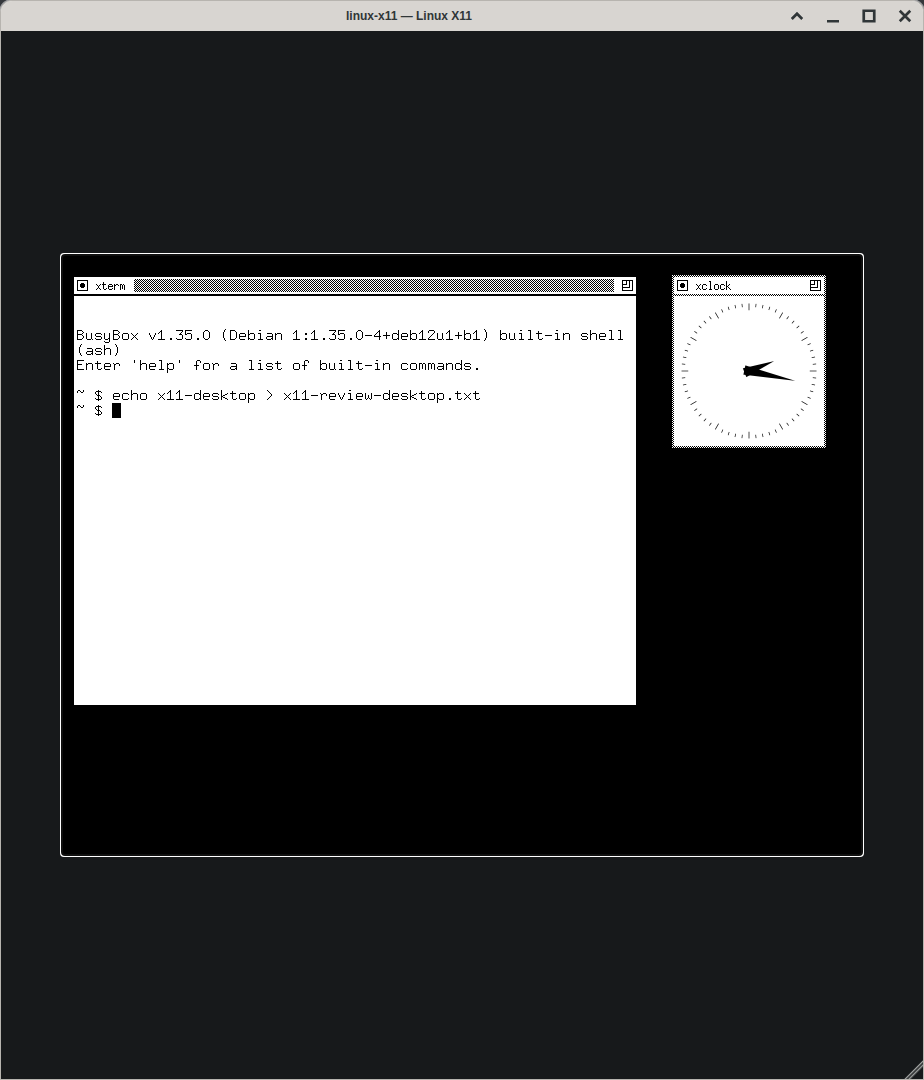 linux-x11 — Linux X11
xterm
xclock
BusyBox v1.35.0 (Debian 1:1.35.0-4+deb12u1+b1) built-in shell
(ash)
Enter 'help' for a list of built-in commands.
~ $ echo x11-desktop > x11-review-desktop.txt
~ $